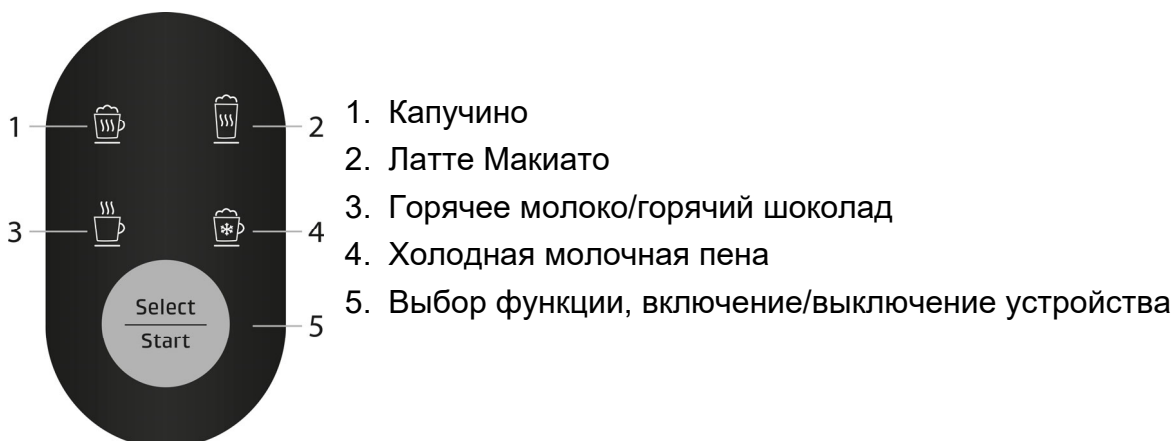 1
2
3
4
Select
Start
5
1. Капучино
2. Латте Макиато
3. Горячее молоко/горячий шоколад
4. Холодная молочная пена
5. Выбор функции, включение/выключение устройства